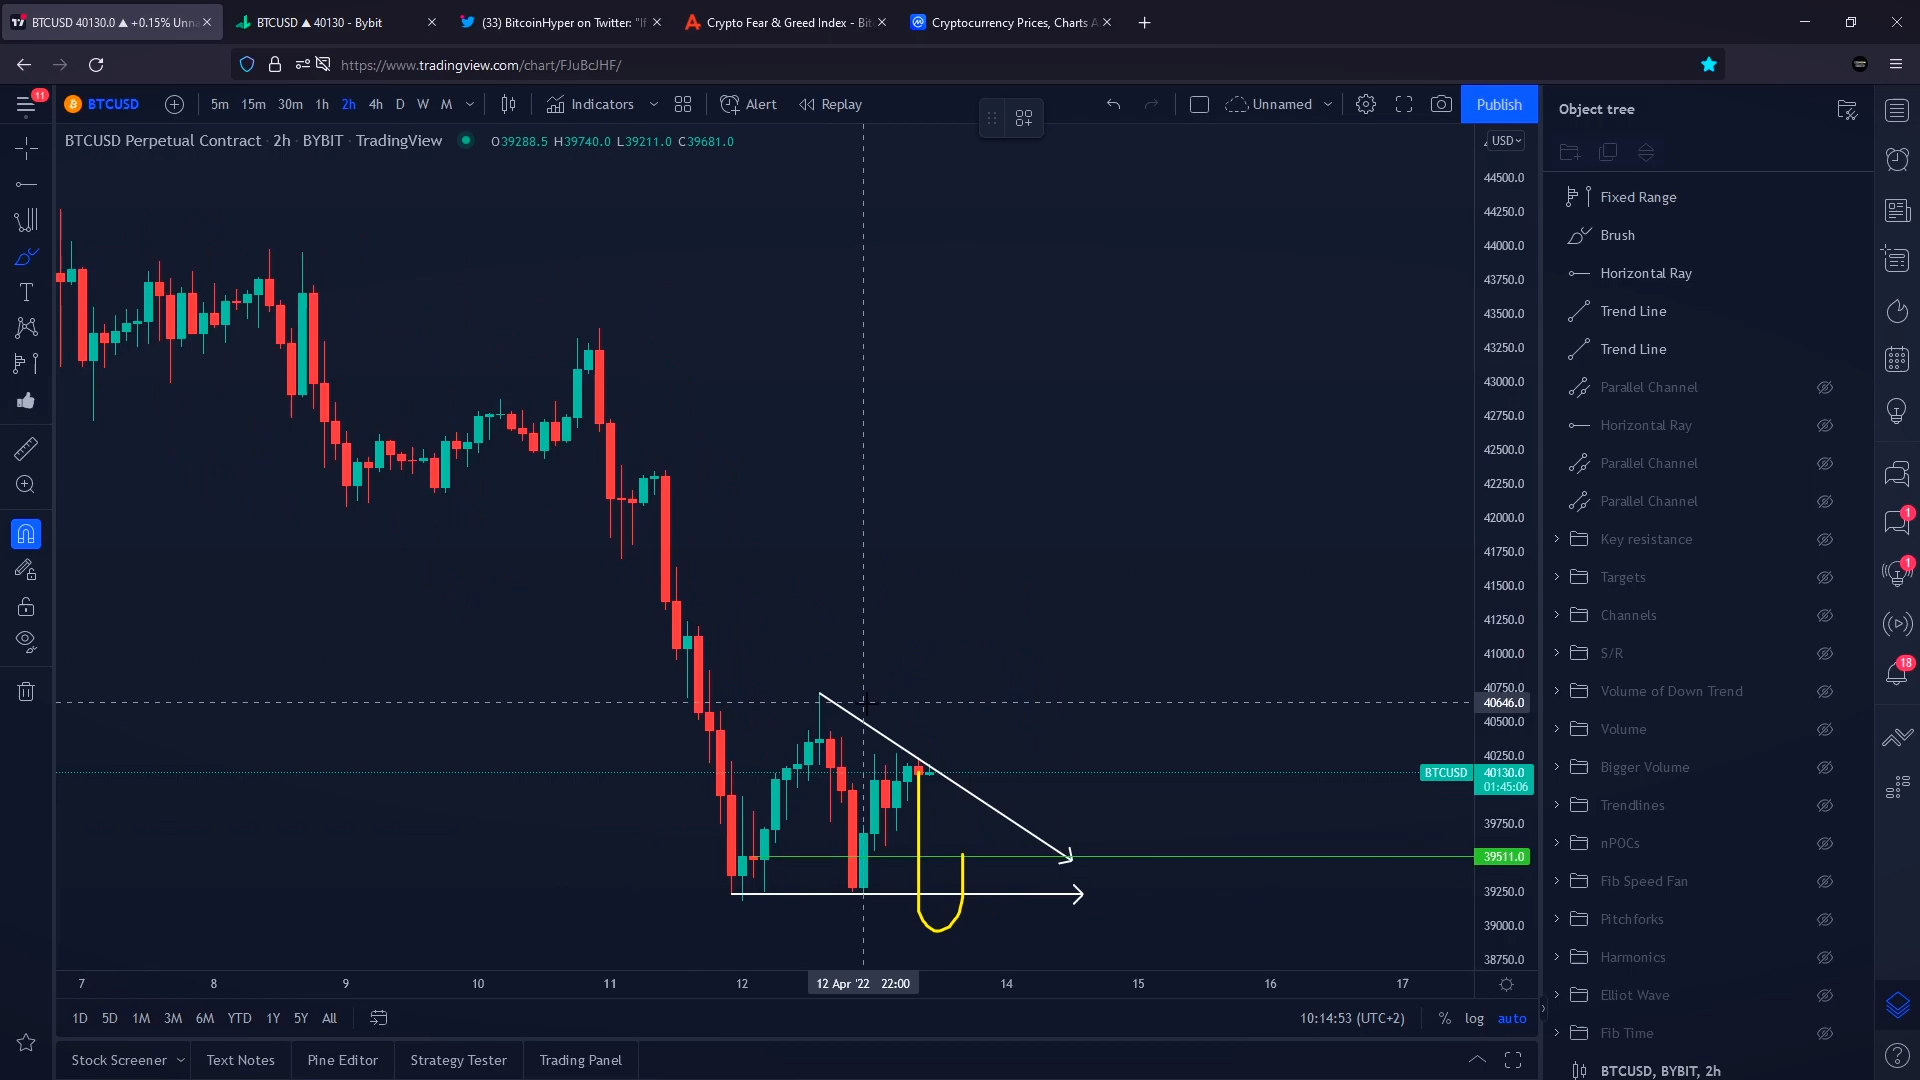 BTCUSD 40130.0 ▲ +0.15% Unna
BTCUSD ▲ 40130 - Bybit
(33) BitcoinHyper on Twitter: "If
Crypto Fear & Greed Index - Bit
Cryptocurrency Prices, Charts A
https://www.tradingview.com/chart/FJuBcJHF/
11
BTCUSD
5m 15m 30m 1h 2h 4h D W M
Indicators
Alert
Replay
Unnamed
Publish
BTCUSD Perpetual Contract · 2h · BYBIT · TradingView
O39288.5 H39740.0 L39211.0 C39681.0
USD
44500.0
44250.0
44000.0
43750.0
43500.0
43250.0
43000.0
42750.0
42500.0
42250.0
42000.0
41750.0
41500.0
41250.0
41000.0
40750.0
40646.0
40500.0
40250.0
BTCUSD 40130.0
01:45:06
39750.0
39511.0
39250.0
39000.0
38750.0
7 8 9 10 11 12 12 Apr '22 22:00 14 15 16 17
1D 5D 1M 3M 6M YTD 1Y 5Y All
10:14:53 (UTC+2)
% log auto
Stock Screener
Text Notes
Pine Editor
Strategy Tester
Trading Panel
Object tree
Fixed Range
Brush
Horizontal Ray
Trend Line
Trend Line
Parallel Channel
Horizontal Ray
Parallel Channel
Parallel Channel
Key resistance
Targets
Channels
S/R
Volume of Down Trend
Volume
Bigger Volume
Trendlines
nPOCs
Fib Speed Fan
Pitchforks
Harmonics
Elliot Wave
Fib Time
BTCUSD, BYBIT, 2h
1
1
18